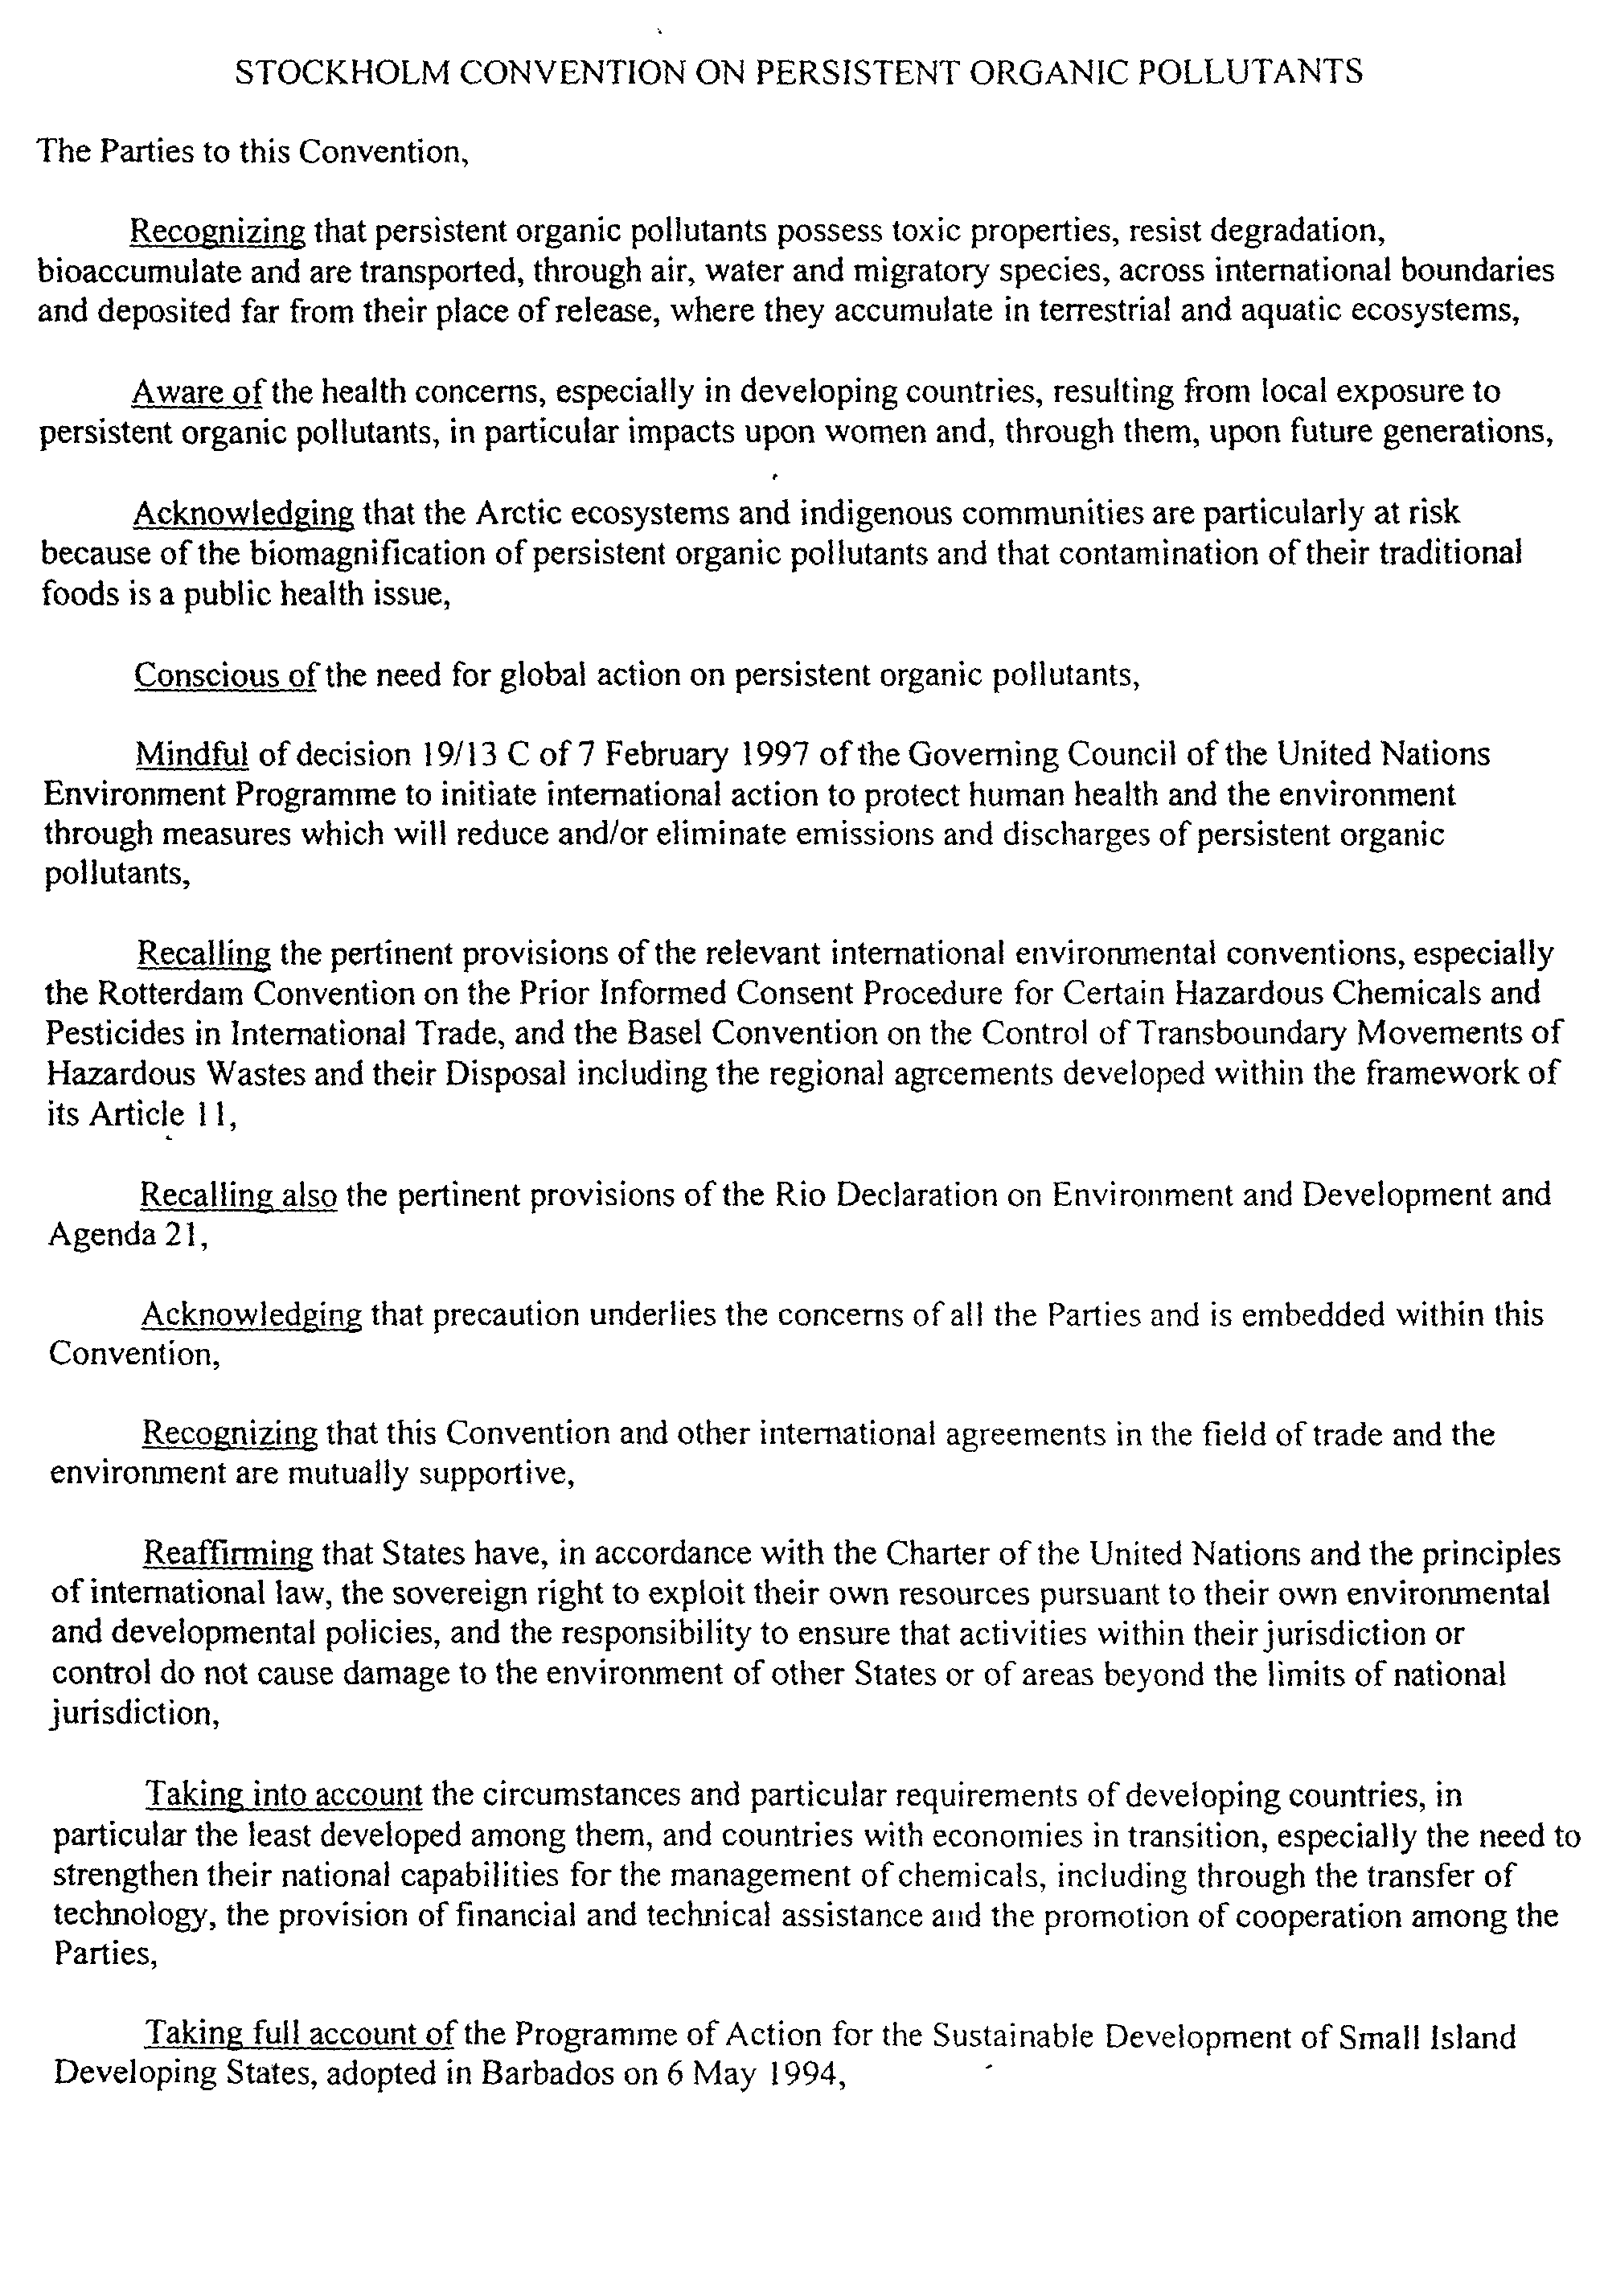 STOCKHOLM CONVENTION ON PERSISTENT ORGANIC POLLUTANTS
The Parties to this Convention,
Recognizing that persistent organic pollutants possess toxic properties, resist degradation,
bioaccumulate and are transported, through air, water and migratory species, across international boundaries
and deposited far from their place of release, where they accumulate in terrestrial and aquatic ecosystems,
Aware of the health concerns, especially in developing countries, resulting from local exposure to
persistent organic pollutants, in particular impacts upon women and, through them, upon future generations,
Acknowledging that the Arctic ecosystems and indigenous communities are particularly at risk
because of the biomagnification of persistent organic pollutants and that contamination of their traditional
foods is a public health issue,
Conscious of the need for global action on persistent organic pollutants,
Mindful of decision 19/13 C of 7 February 1997 of the Governing Council of the United Nations
Environment Programme to initiate international action to protect human health and the environment
through measures which will reduce and/or eliminate emissions and discharges of persistent organic
pollutants,
Recalling the pertinent provisions of the relevant international environmental conventions, especially
the Rotterdam Convention on the Prior Informed Consent Procedure for Certain Hazardous Chemicals and
Pesticides in International Trade, and the Basel Convention on the Control of Transboundary Movements of
Hazardous Wastes and their Disposal including the regional agreements developed within the framework of
its Article 11,
Recalling also the pertinent provisions of the Rio Declaration on Environment and Development and
Agenda 21,
Acknowledging that precaution underlies the concerns of all the Parties and is embedded within this
Convention,
Recognizing that this Convention and other international agreements in the field of trade and the
environment are mutually supportive,
Reaffirming that States have, in accordance with the Charter of the United Nations and the principles
of international law, the sovereign right to exploit their own resources pursuant to their own environmental
and developmental policies, and the responsibility to ensure that activities within their jurisdiction or
control do not cause damage to the environment of other States or of areas beyond the limits of national
jurisdiction,
Taking into account the circumstances and particular requirements of developing countries, in
particular the least developed among them, and countries with economies in transition, especially the need to
strengthen their national capabilities for the management of chemicals, including through the transfer of
technology, the provision of financial and technical assistance and the promotion of cooperation among the
Parties,
Taking full account of the Programme of Action for the Sustainable Development of Small Island
Developing States, adopted in Barbados on 6 May 1994,